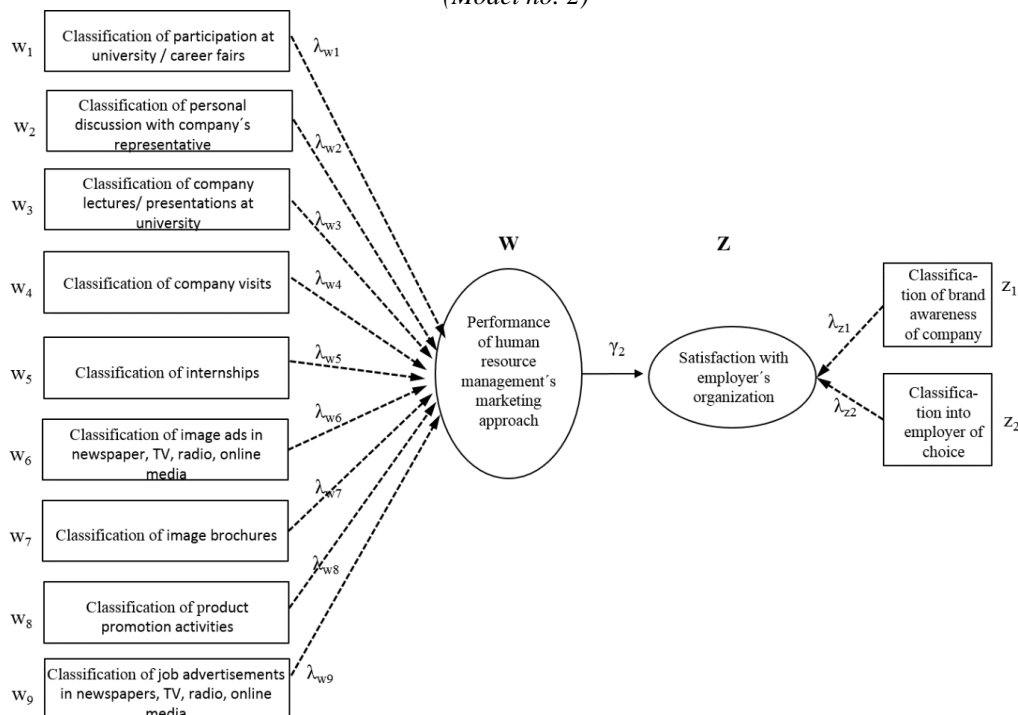 (Model no. 2)
w1
Classification of participation at
university / career fairs
λw1
w2
Classification of personal
discussion with company´s
representative
λw2
w3
Classification of company
lectures/ presentations at
university
λw3
w4
Classification of company visits
λw4
w5
Classification of internships
λw5
w6
Classification of image ads in
newspaper, TV, radio, online
media
λw6
w7
Classification of image brochures
λw7
w8
Classification of product
promotion activities
λw8
w9
Classification of job advertisements
in newspapers, TV, radio, online
media
λw9
W
Performance
of human
resource
management´s
marketing
approach
γ2
Z
Satisfaction with
employer´s
organization
λz1
Classifica-
tion of brand
awareness
of company
z1
λz2
Classifica-
tion into
employer of
choice
z2